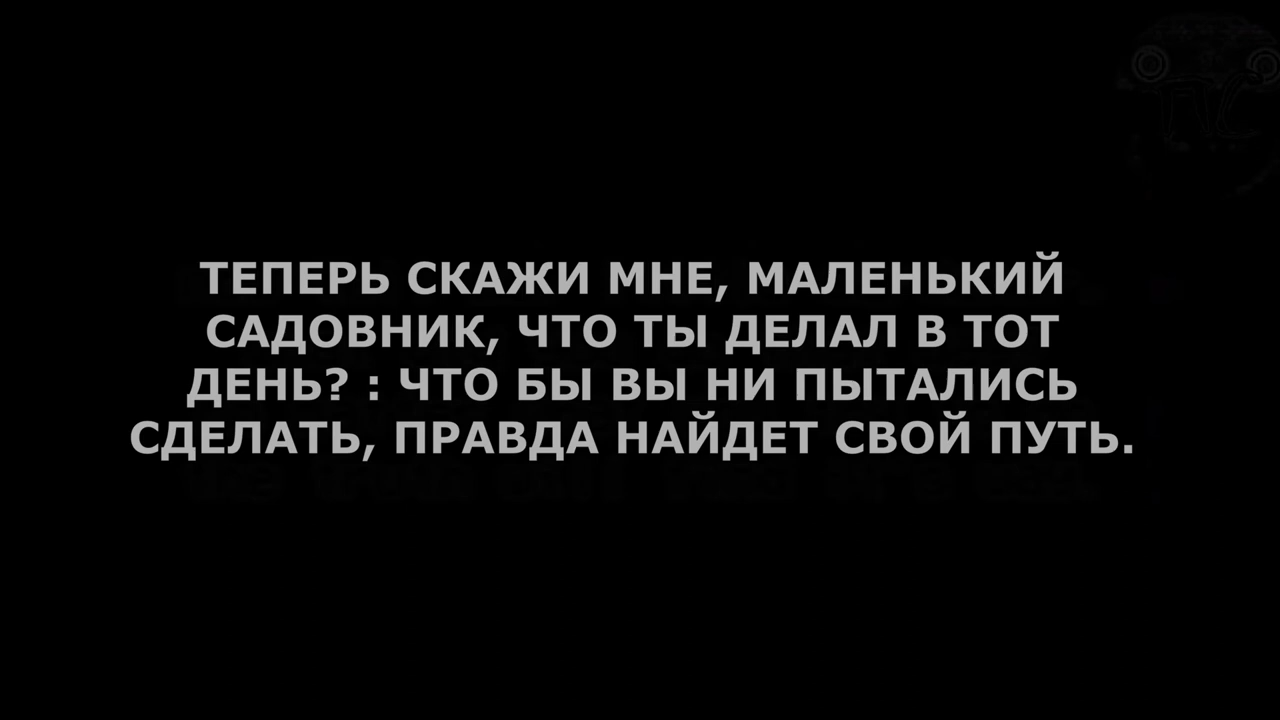 ТЕПЕРЬ СКАЖИ МНЕ, МАЛЕНЬКИЙ
САДОВНИК, ЧТО ТЫ ДЕЛАЛ В ТОТ
ДЕНЬ? : ЧТО БЫ ВЫ НИ ПЫТАЛИСЬ
СДЕЛАТЬ, ПРАВДА НАЙДЕТ СВОЙ ПУТЬ.